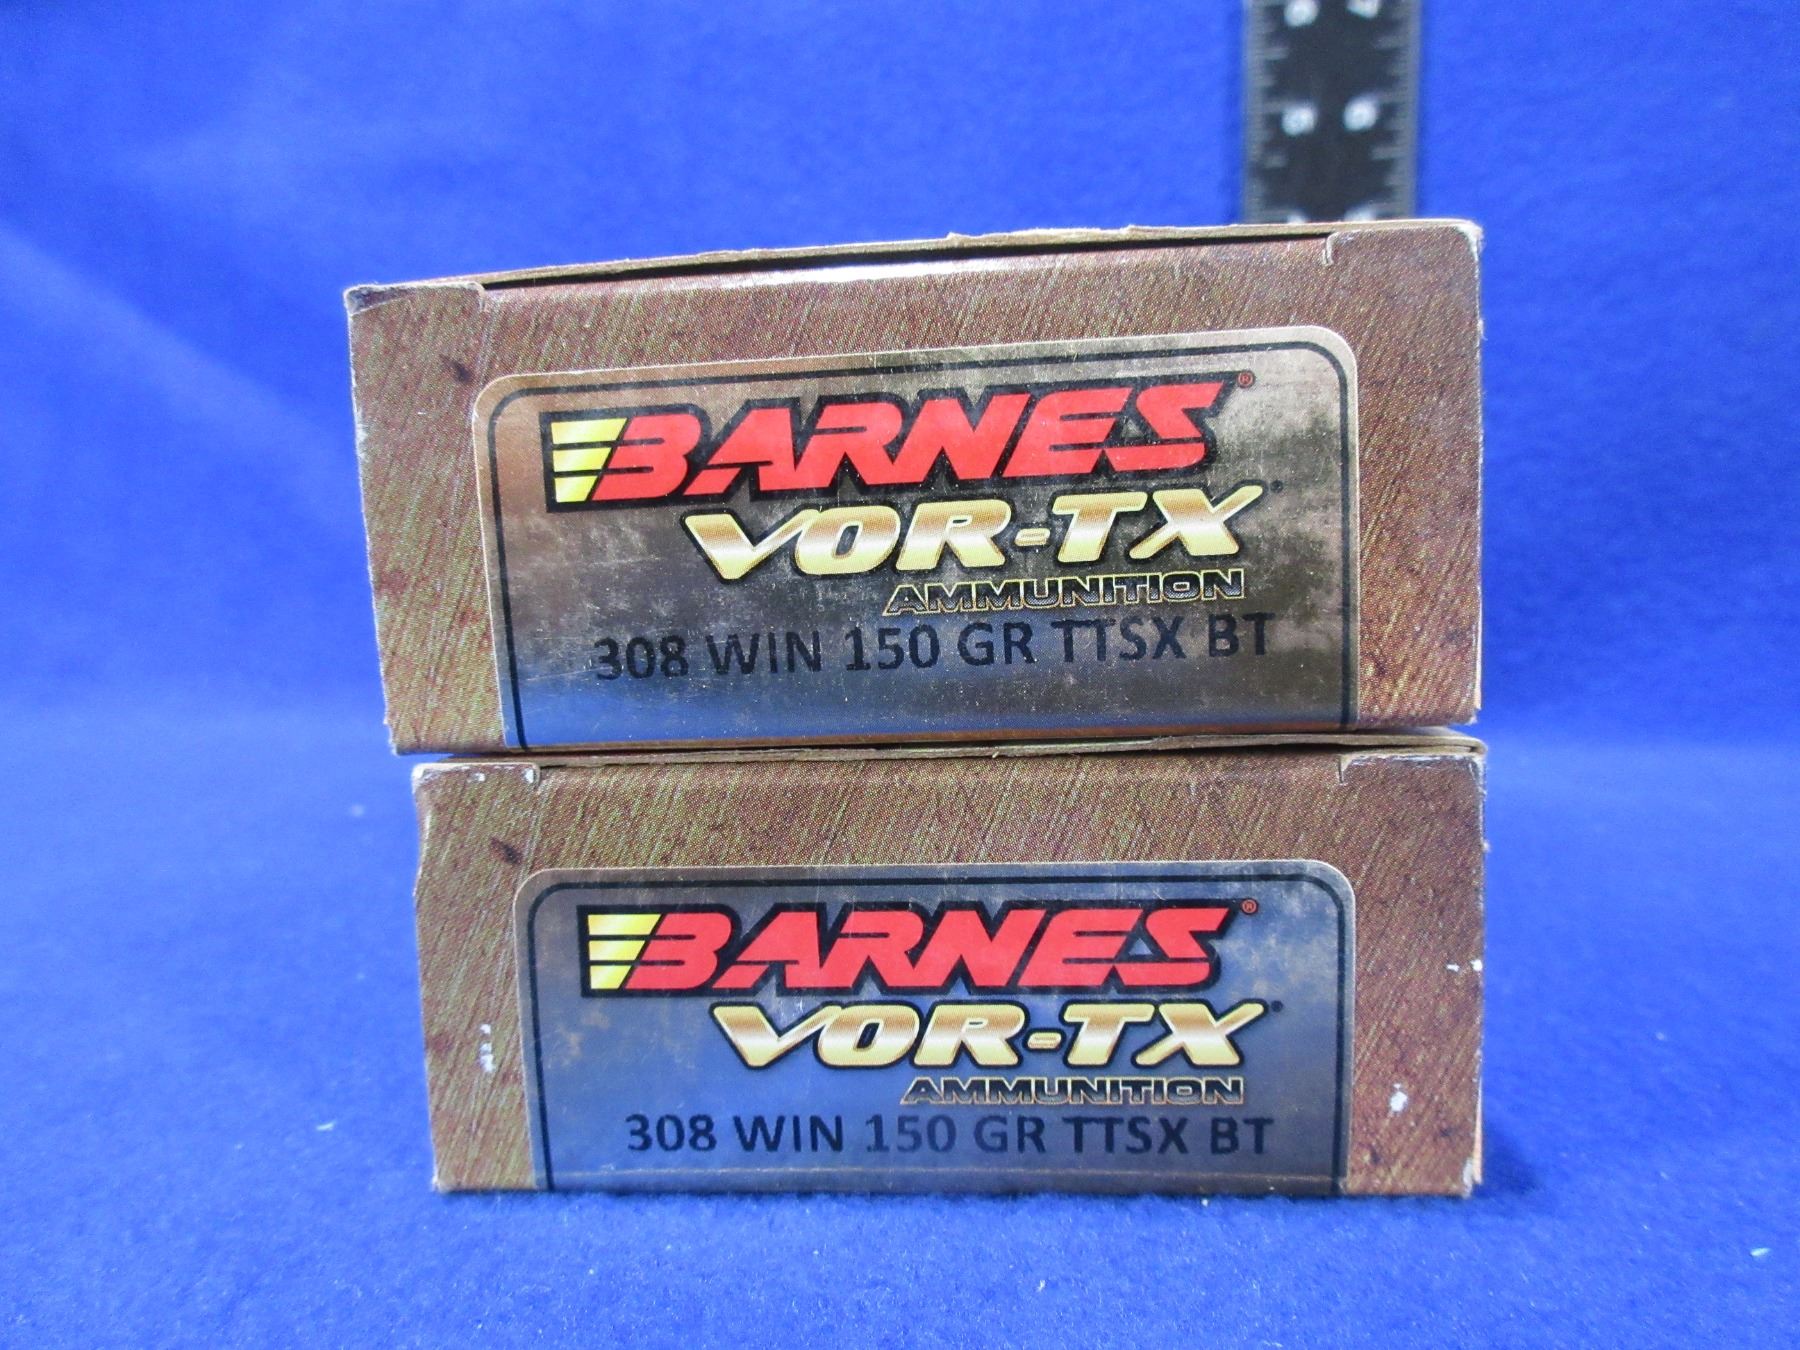 BARNES®
VOR-TX
AMMUNITION
308 WIN 150 GR TTSX BT
BARNES®
VOR-TX
AMMUNITION
308 WIN 150 GR TTSX BT